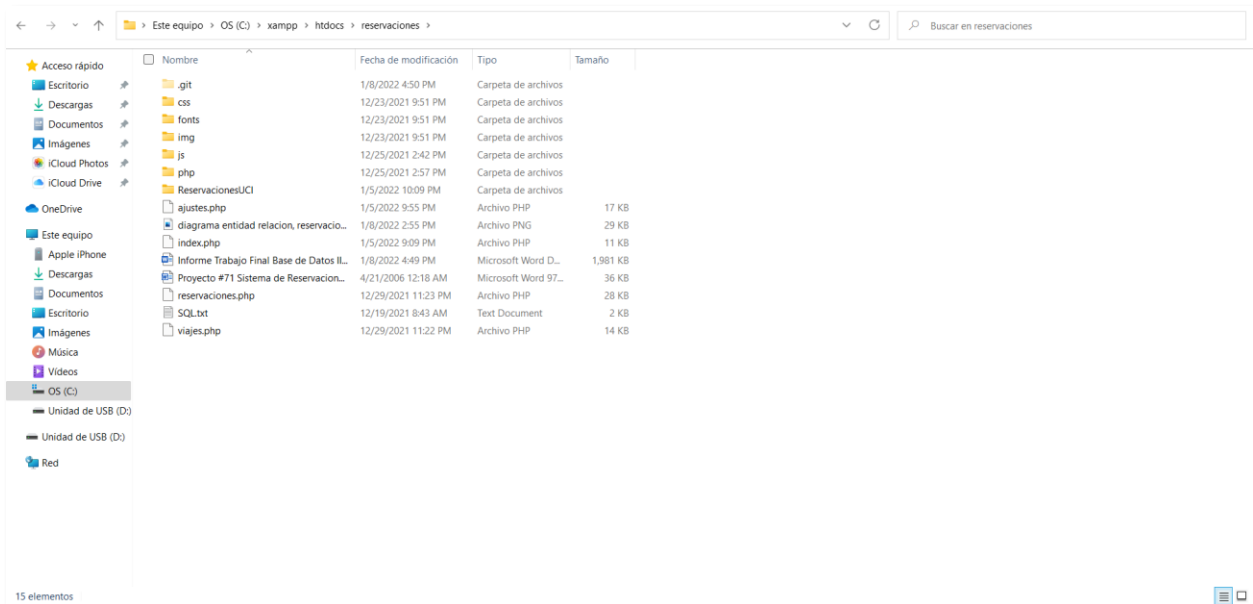 Este equipo > OS (C:) > xampp > htdocs > reservaciones >
Buscar en reservaciones
Acceso rápido
Escritorio
Descargas
Documentos
Imágenes
iCloud Photos
iCloud Drive
OneDrive
Este equipo
Apple iPhone
Descargas
Documentos
Escritorio
Imágenes
Música
Vídeos
OS (C:)
Unidad de USB (D:)
Unidad de USB (D:)
Red
Nombre Fecha de modificación Tipo Tamaño
.git 1/8/2022 4:50 PM Carpeta de archivos
css 12/23/2021 9:51 PM Carpeta de archivos
fonts 12/23/2021 9:51 PM Carpeta de archivos
img 12/23/2021 9:51 PM Carpeta de archivos
js 12/25/2021 2:42 PM Carpeta de archivos
php 12/25/2021 2:57 PM Carpeta de archivos
ReservacionesUCI 1/5/2022 10:09 PM Carpeta de archivos
ajustes.php 1/5/2022 9:55 PM Archivo PHP 17 KB
diagrama entidad relacion, reservacio... 1/8/2022 2:55 PM Archivo PNG 29 KB
index.php 1/5/2022 9:09 PM Archivo PHP 11 KB
Informe Trabajo Final Base de Datos II... 1/8/2022 4:49 PM Microsoft Word D... 1,981 KB
Proyecto #71 Sistema de Reservacion... 4/21/2006 12:18 AM Microsoft Word 97... 36 KB
reservaciones.php 12/29/2021 11:23 PM Archivo PHP 28 KB
SQL.txt 12/19/2021 8:43 AM Text Document 2 KB
viajes.php 12/29/2021 11:22 PM Archivo PHP 14 KB
15 elementos